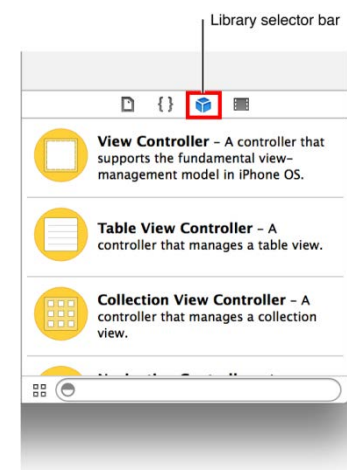 Library selector bar
{ }
View Controller – A controller that
supports the fundamental view–
management model in iPhone OS.
Table View Controller – A
controller that manages a table view.
Collection View Controller – A
controller that manages a collection
view.